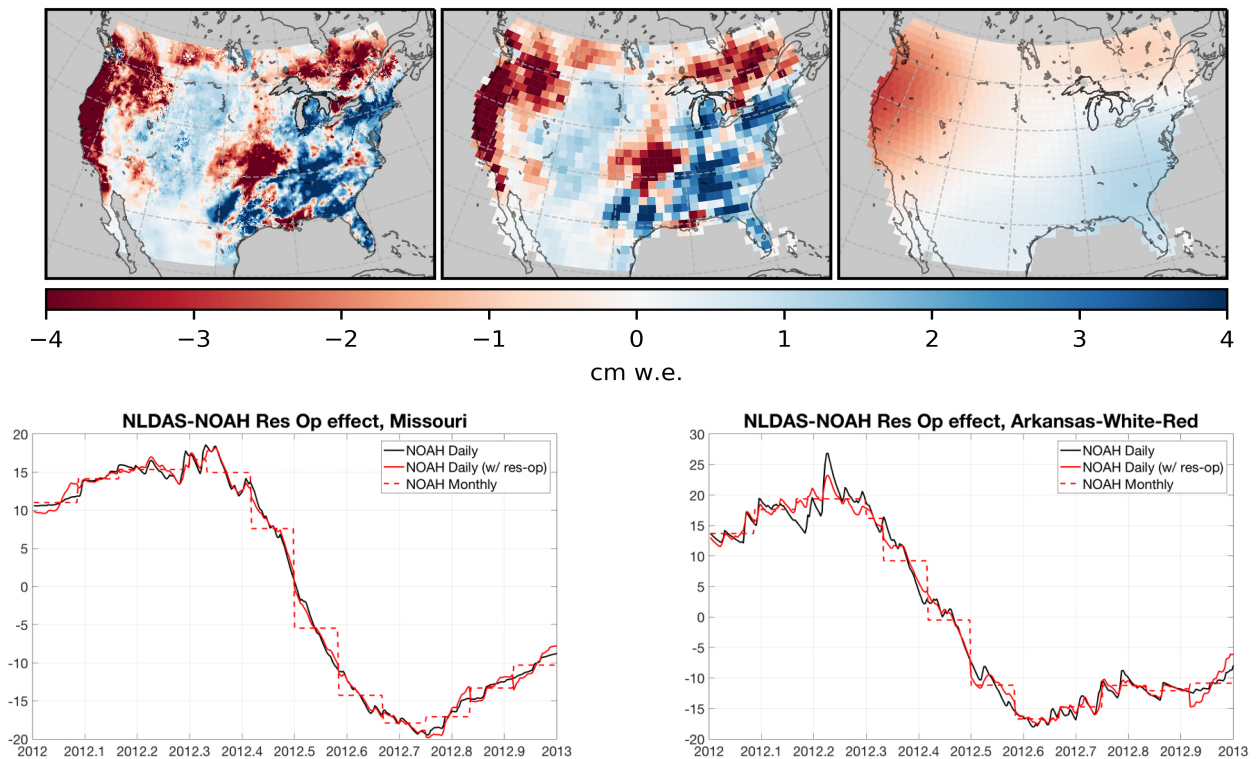 −4 −3 −2 −1 0 1 2 3 4
cm w.e.
NLDAS-NOAH Res Op effect, Missouri
20
15
10
5
0
-5
-10
-15
-20
2012 2012.1 2012.2 2012.3 2012.4 2012.5 2012.6 2012.7 2012.8 2012.9 2013
NOAH Daily
NOAH Daily (w/ res-op)
NOAH Monthly
NLDAS-NOAH Res Op effect, Arkansas-White-Red
30
25
20
15
10
5
0
-5
-10
-15
-20
2012 2012.1 2012.2 2012.3 2012.4 2012.5 2012.6 2012.7 2012.8 2012.9 2013
NOAH Daily
NOAH Daily (w/ res-op)
NOAH Monthly